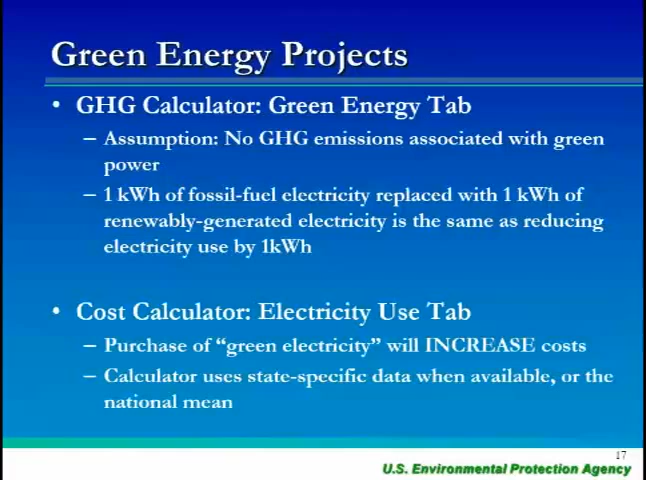 Green Energy Projects
• GHG Calculator: Green Energy Tab
– Assumption: No GHG emissions associated with green
power
– 1 kWh of fossil-fuel electricity replaced with 1 kWh of
renewably-generated electricity is the same as reducing
electricity use by 1kWh
• Cost Calculator: Electricity Use Tab
– Purchase of “green electricity” will INCREASE costs
– Calculator uses state-specific data when available, or the
national mean
17
U.S. Environmental Protection Agency